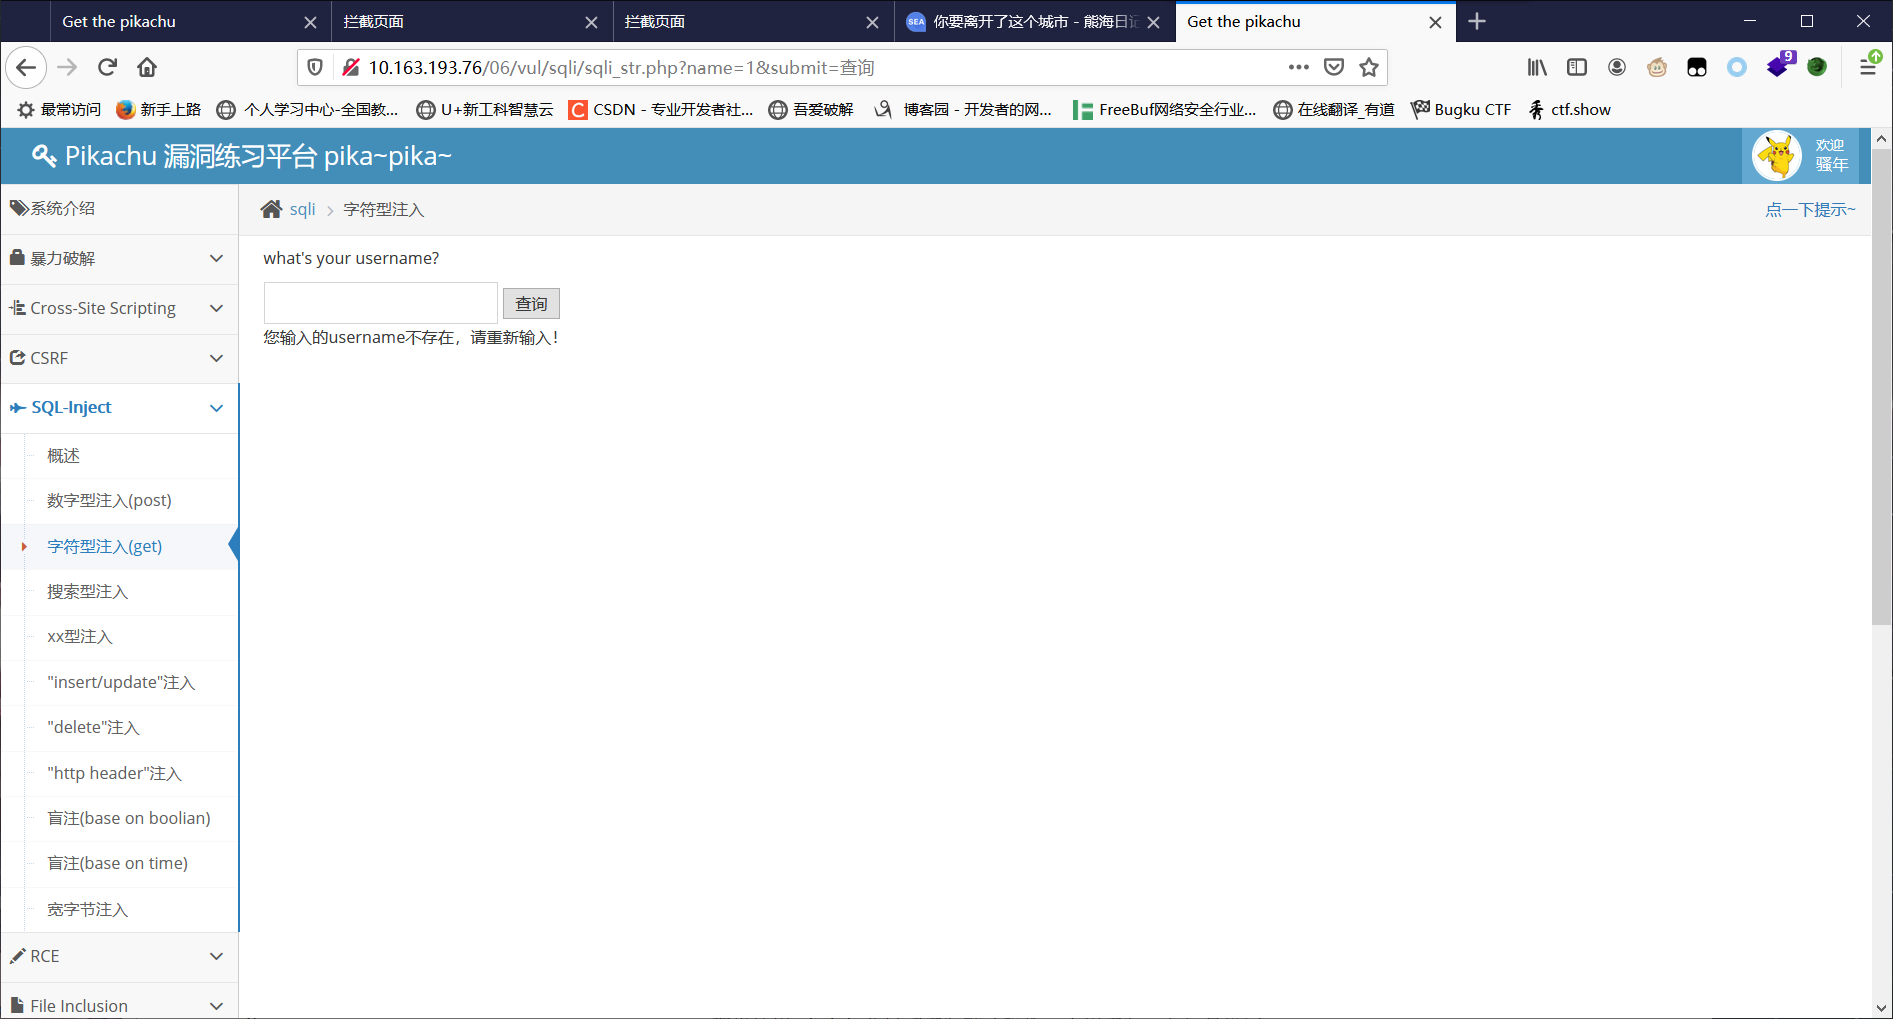 Get the pikachu
拦截页面
拦截页面
SEA 你要离开了这个城市 - 熊海日记
Get the pikachu
10.163.193.76/06/vul/sqli/sqli_str.php?name=1&submit=查询
9
最常访问 新手上路 个人学习中心-全国教... U+新工科智慧云 CSDN - 专业开发者社... 吾爱破解 博客园 - 开发者的网... FreeBuf网络安全行业... 在线翻译_有道 Bugku CTF ctf.show
Pikachu 漏洞练习平台 pika~pika~
欢迎
骚年
系统介绍
sqli > 字符型注入
点一下提示~
暴力破解
Cross-Site Scripting
CSRF
SQL-Inject
概述
数字型注入(post)
字符型注入(get)
搜索型注入
xx型注入
"insert/update"注入
"delete"注入
"http header"注入
盲注(base on boolian)
盲注(base on time)
宽字节注入
RCE
File Inclusion
what's your username?
查询
您输入的username不存在，请重新输入！